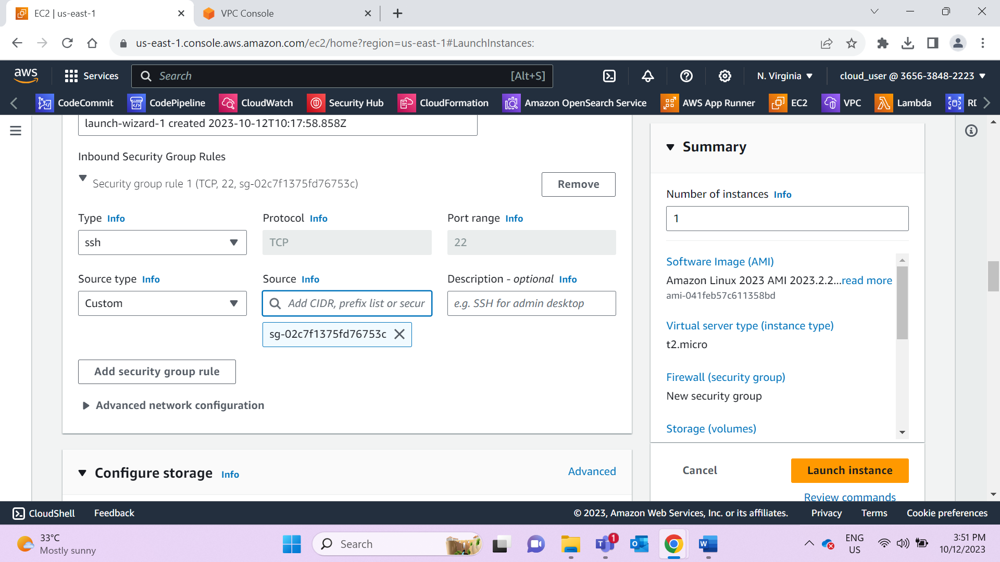 EC2 | us-east-1
VPC Console
us-east-1.console.aws.amazon.com/ec2/home?region=us-east-1#LaunchInstances:
aws
Services
Search
[Alt+S]
N. Virginia
cloud_user @ 3656-3848-2223
CodeCommit
CodePipeline
CloudWatch
Security Hub
CloudFormation
Amazon OpenSearch Service
AWS App Runner
EC2
VPC
Lambda
launch-wizard-1 created 2023-10-12T10:17:58.858Z
Inbound Security Group Rules
Security group rule 1 (TCP, 22, sg-02c7f1375fd76753c)
Remove
Type Info
Protocol Info
Port range Info
ssh
TCP
22
Source type Info
Source Info
Description - optional Info
Custom
Add CIDR, prefix list or secur
e.g. SSH for admin desktop
sg-02c7f1375fd76753c
Add security group rule
Advanced network configuration
Configure storage Info
Advanced
Summary
Number of instances Info
1
Software Image (AMI)
Amazon Linux 2023 AMI 2023.2.2...read more
ami-041feb57c611358bd
Virtual server type (instance type)
t2.micro
Firewall (security group)
New security group
Storage (volumes)
Cancel
Launch instance
Review commands
CloudShell
Feedback
© 2023, Amazon Web Services, Inc. or its affiliates.
Privacy
Terms
Cookie preferences
33°C
Mostly sunny
Search
1
ENG
US
3:51 PM
10/12/2023